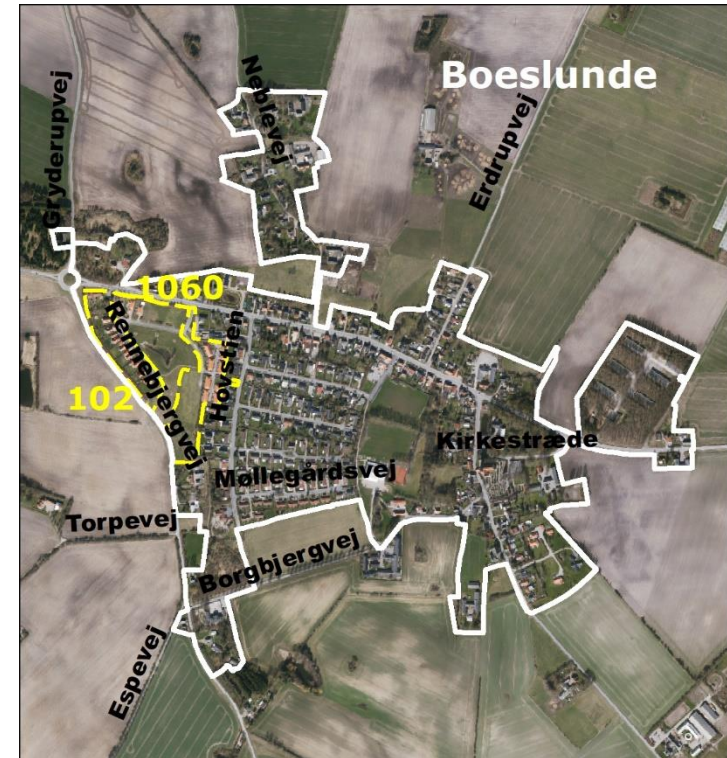 Boeslunde
Neblevej
Gryderupvej
Erdrupvej
1060
Rennebjergvej
Hovstien
102
Kirkestræde
Møllegårdsvej
Torpevej
Borgbjergvej
Espevej